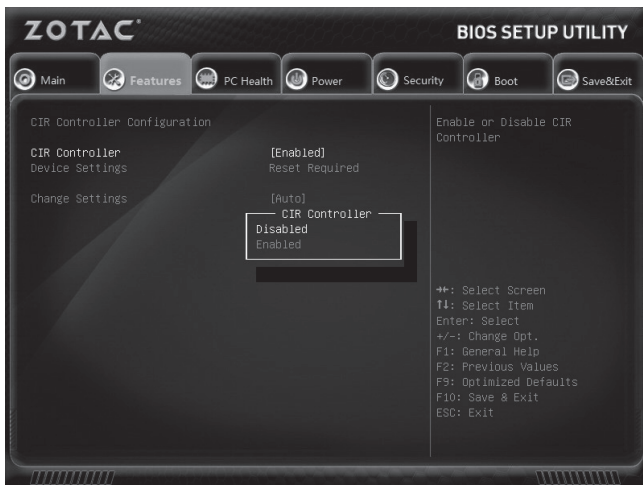 ZOTAC
BIOS SETUP UTILITY
Main
Features
PC Health
Power
Security
Boot
Save&Exit
CIR Controller Configuration
CIR Controller [Enabled]
Device Settings Reset Required
Change Settings [Auto]
CIR Controller
Disabled
Enabled
Enable or Disable CIR
Controller
→←: Select Screen
↑↓: Select Item
Enter: Select
+/-: Change Opt.
F1: General Help
F2: Previous Values
F9: Optimized Defaults
F10: Save & Exit
ESC: Exit